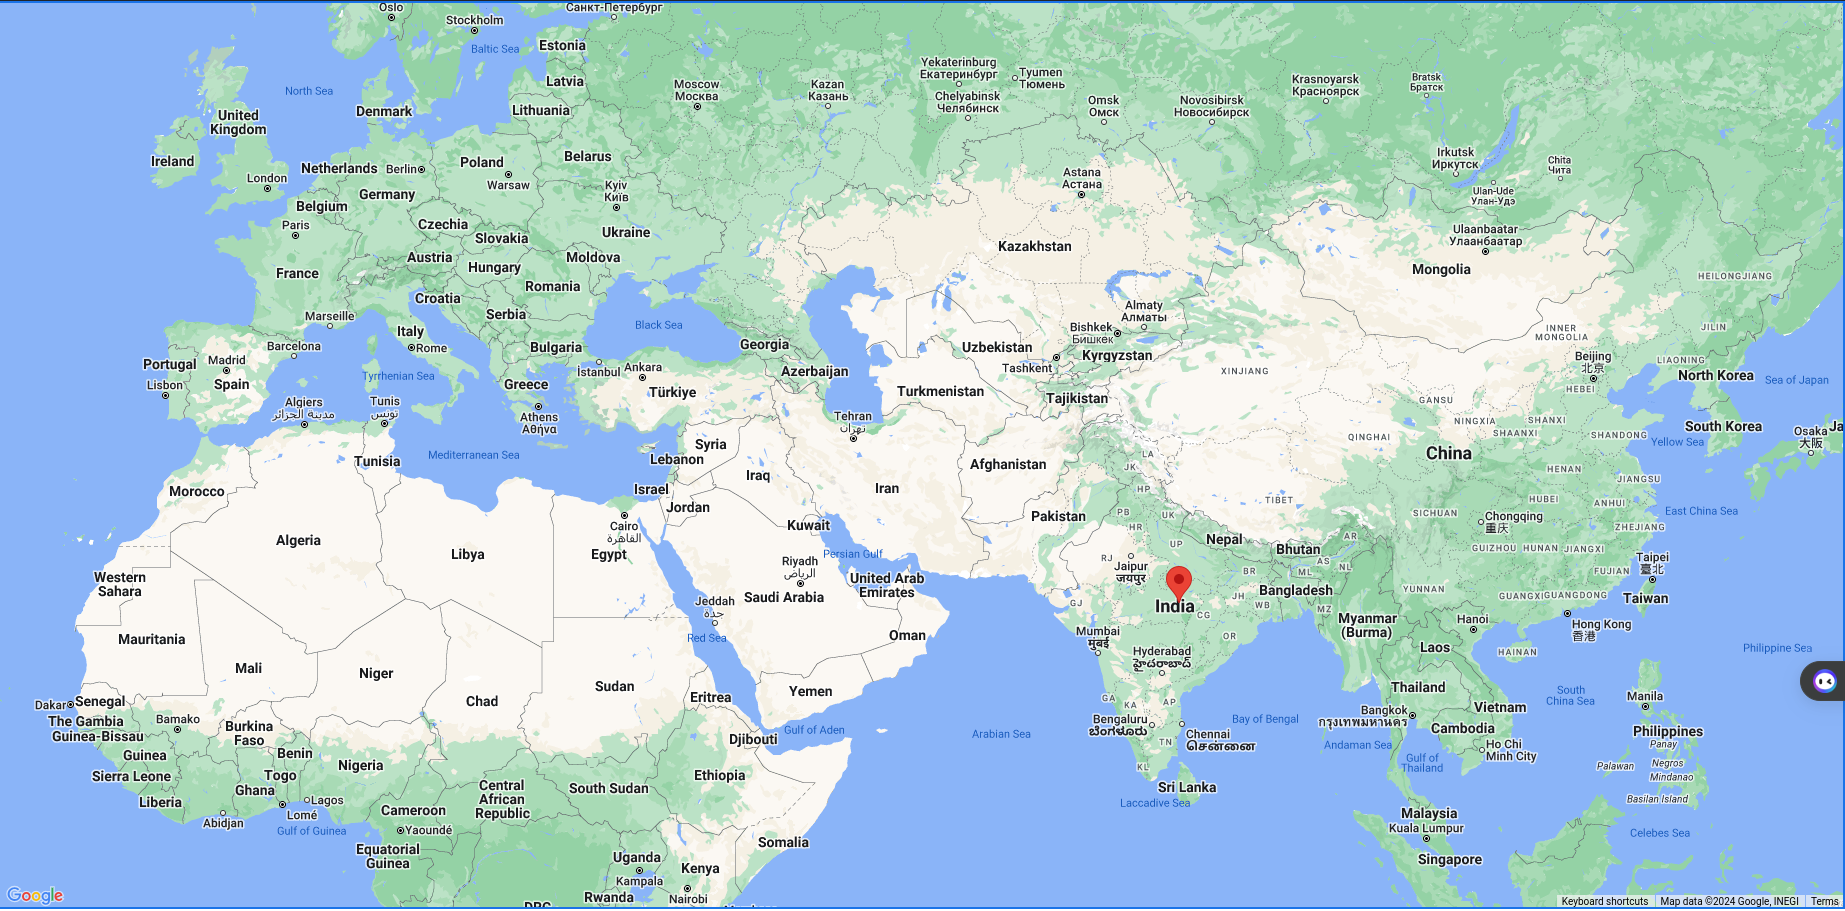 Oslo
Stockholm
Санкт-Петербург
Estonia
Baltic Sea
Latvia
Lithuania
North Sea
Denmark
United
Kingdom
Ireland
Moscow
Москва
Kazan
Казань
Yekaterinburg
Екатеринбург
Tyumen
Тюмень
Chelyabinsk
Челябинск
Omsk
Омск
Novosibirsk
Новосибирск
Krasnoyarsk
Красноярск
Bratsk
Братск
Irkutsk
Иркутск
Chita
Чита
Ulan-Ude
Улан-Удэ
Netherlands
Berlin
Poland
Warsaw
Belarus
London
Germany
Belgium
Paris
Kyiv
Київ
Czechia
Slovakia
Ukraine
Astana
Астана
Kazakhstan
Ulaanbaatar
Улаанбаатар
Mongolia
HEILONGJIANG
France
Austria
Hungary
Moldova
Romania
Croatia
Serbia
Marseille
Italy
Rome
Black Sea
Bulgaria
Georgia
Azerbaijan
Almaty
Алматы
Bishkek
Бишкек
Kyrgyzstan
Uzbekistan
Tashkent
Turkmenistan
Tajikistan
XINJIANG
INNER
MONGOLIA
JILIN
LIAONING
Beijing
北京
HEBEI
North Korea
Sea of Japan
Portugal
Lisbon
Madrid
Spain
Barcelona
Tyrrhenian Sea
Greece
İstanbul
Ankara
Türkiye
Algiers
مدينة الجزائر
Tunis
تونس
Athens
Αθήνα
Tehran
تهران
GANSU
NINGXIA
SHANXI
SHAANXI
QINGHAI
SHANDONG
South Korea
Yellow Sea
Osaka
大阪
Ja
Tunisia
Mediterranean Sea
Syria
Lebanon
Iraq
Israel
Jordan
Iran
Afghanistan
LA
JK
HP
PB
HR
UK
TIBET
China
HENAN
JIANGSU
HUBEI
ANHUI
SICHUAN
Chongqing
重庆
ZHEJIANG
East China Sea
Morocco
Algeria
Libya
Cairo
القاهرة
Egypt
Kuwait
Persian Gulf
Pakistan
RJ
Jaipur
जयपुर
UP
Nepal
Bhutan
AR
AS
NL
ML
BR
GUIZHOU
HUNAN
JIANGXI
FUJIAN
Taipei
臺北
Western
Sahara
Riyadh
الرياض
United Arab
Emirates
Jeddah
جدة
Saudi Arabia
GJ
India
CG
JH
WB
Bangladesh
MZ
YUNNAN
GUANGXI
GUANGDONG
Taiwan
Mauritania
Red Sea
Oman
Mumbai
मुंबई
OR
Hyderabad
హైదరాబాద్
Myanmar
(Burma)
Hanoi
Hong Kong
香港
Laos
HAINAN
Philippine Sea
Mali
Niger
Chad
Sudan
Eritrea
Yemen
Thailand
South
China Sea
Manila
Dakar
Senegal
The Gambia
Guinea-Bissau
Bamako
Burkina
Faso
Gulf of Aden
Djibouti
Arabian Sea
GA
KA
AP
Bengaluru
ಬೆಂಗಳೂರು
Chennai
சென்னை
TN
KL
Bay of Bengal
Bangkok
กรุงเทพมหานคร
Vietnam
Cambodia
Andaman Sea
Gulf of
Thailand
Ho Chi
Minh City
Philippines
Panay
Negros
Palawan
Mindanao
Basilan Island
Guinea
Benin
Nigeria
Sierra Leone
Togo
Ghana
Liberia
Lagos
Lomé
Abidjan
Gulf of Guinea
Cameroon
Yaoundé
Central
African
Republic
South Sudan
Ethiopia
Sri Lanka
Laccadive Sea
Malaysia
Kuala Lumpur
Celebes Sea
Singapore
Equatorial
Guinea
Somalia
Uganda
Kampala
Kenya
Nairobi
Rwanda
DRC
Google
Keyboard shortcuts
Map data ©2024 Google, INEGI
Terms